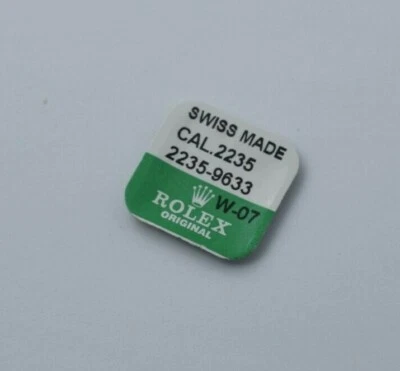 SWISS MADE
CAL.2235
2235-9633
W-07
ROLEX
ORIGINAL